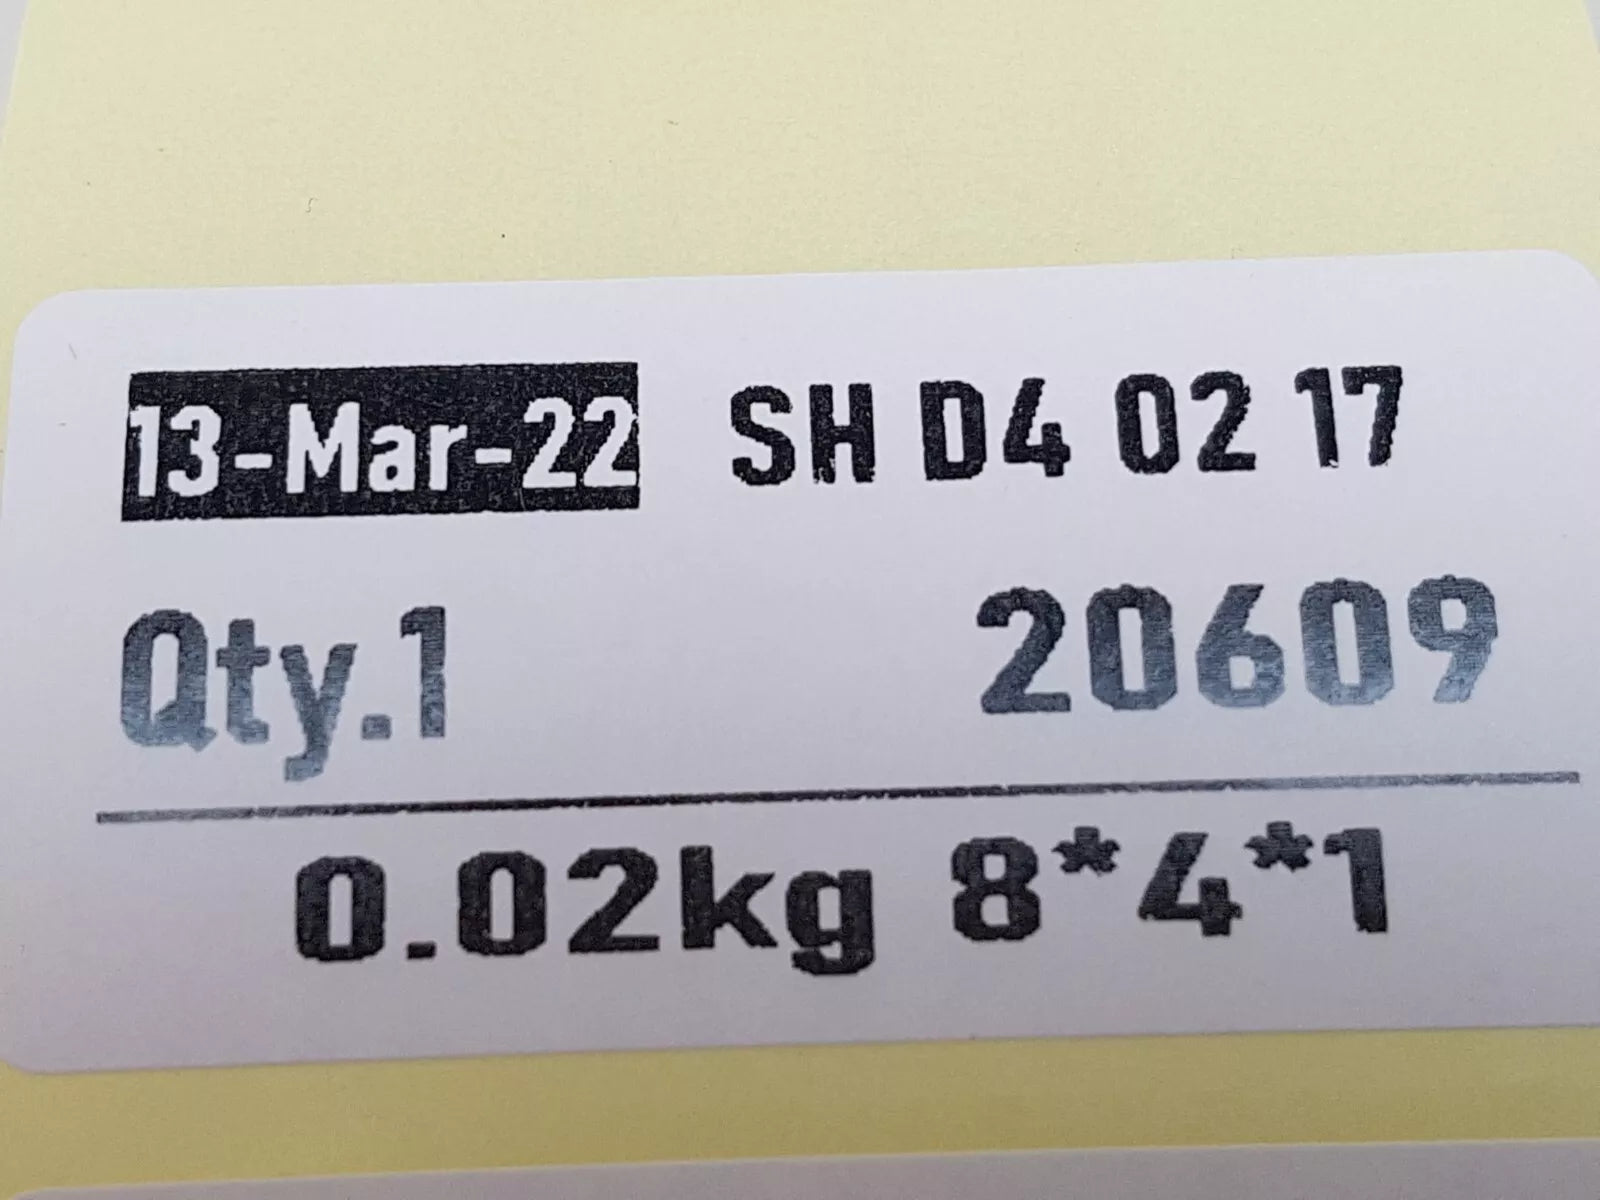 13-Mar-22 SH D4 02 17
Qty.1 20609
0.02kg 8*4*1